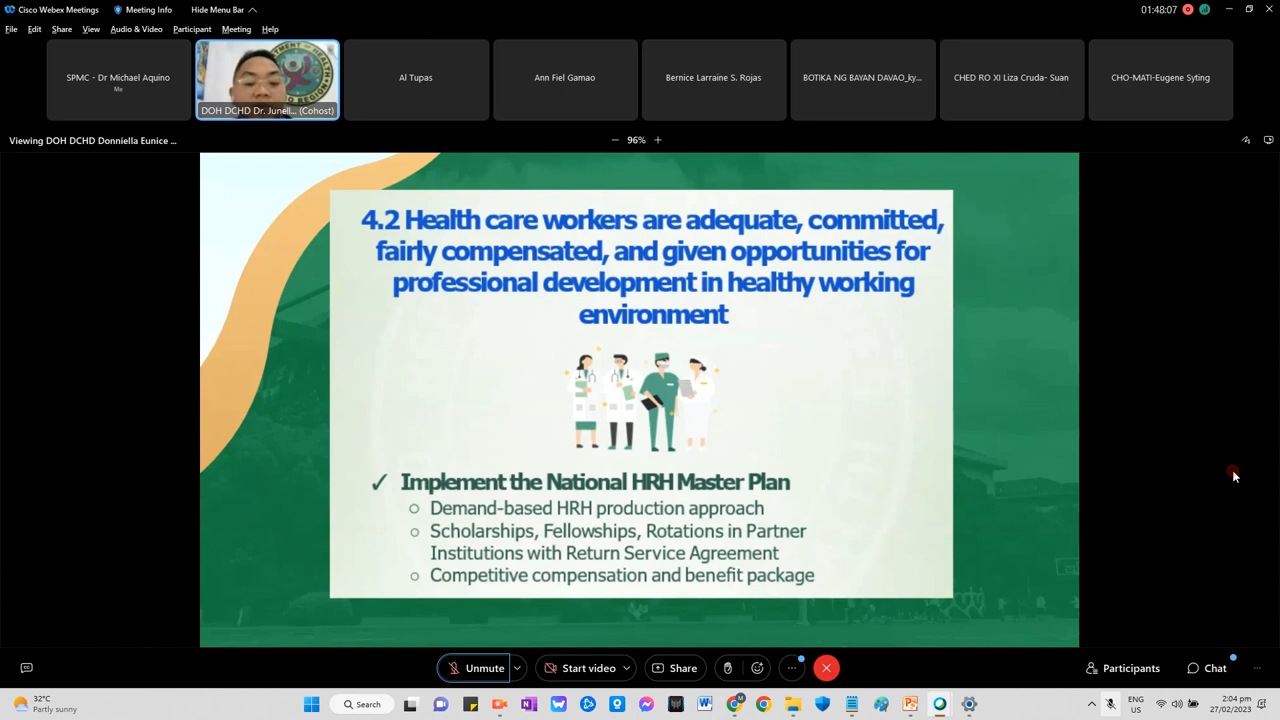 Cisco Webex Meetings
Meeting Info
Hide Menu Bar
01:48:07
File Edit Share View Audio & Video Participant Meeting Help
SPMC - Dr Michael Aquino
Me
DOH DCHD Dr. Junell... (Cohost)
Al Tupas
Ann Fiel Gamao
Bernice Larraine S. Rojas
BOTIKA NG BAYAN DAVAO_ky...
CHED RO XI Liza Cruda- Suan
CHO-MATI-Eugene Syting
Viewing DOH DCHD Donniella Eunice ...
96%
4.2 Health care workers are adequate, committed,
fairly compensated, and given opportunities for
professional development in healthy working
environment
✓ Implement the National HRH Master Plan
○ Demand-based HRH production approach
○ Scholarships, Fellowships, Rotations in Partner
Institutions with Return Service Agreement
○ Competitive compensation and benefit package
Unmute
Start video
Share
Participants
Chat
32°C
Partly sunny
Search
ENG
US
2:04 pm
27/02/2023